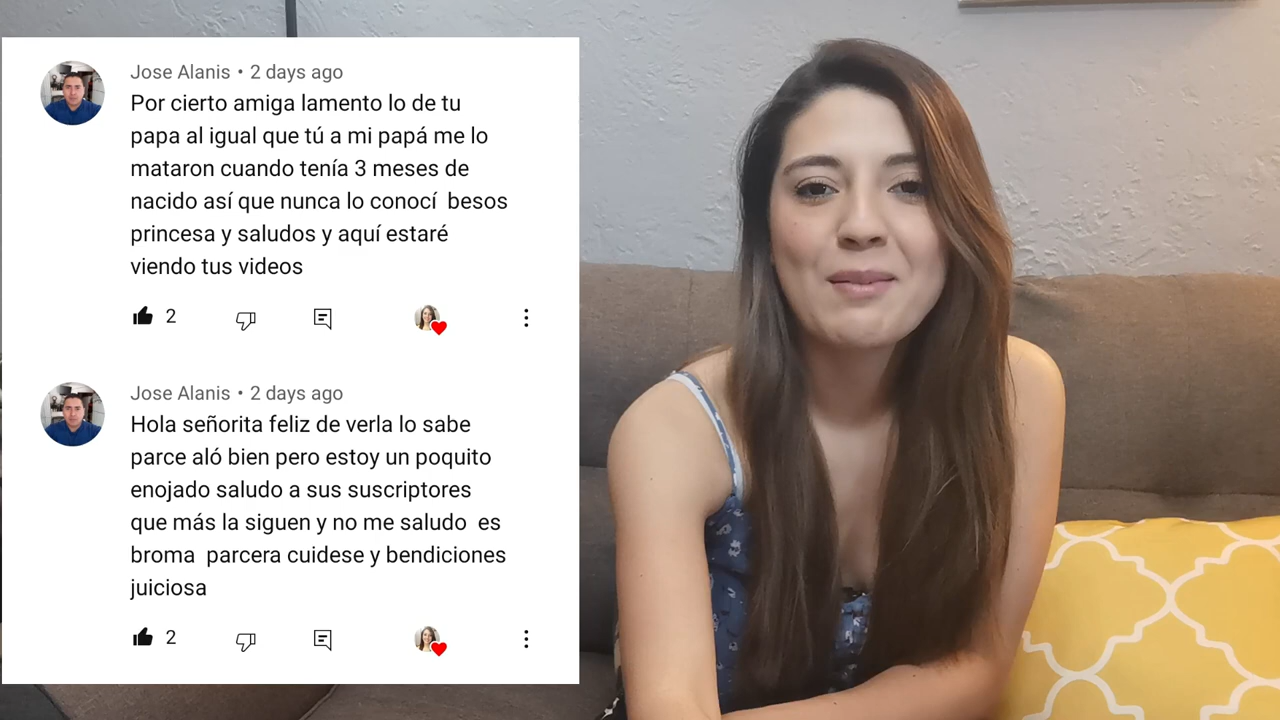 Jose Alanis • 2 days ago
Por cierto amiga lamento lo de tu
papa al igual que tú a mi papá me lo
mataron cuando tenía 3 meses de
nacido así que nunca lo conocí  besos
princesa y saludos y aquí estaré
viendo tus videos
2
Jose Alanis • 2 days ago
Hola señorita feliz de verla lo sabe
parce aló bien pero estoy un poquito
enojado saludo a sus suscriptores
que más la siguen y no me saludo  es
broma  parcera cuidese y bendiciones
juiciosa
2